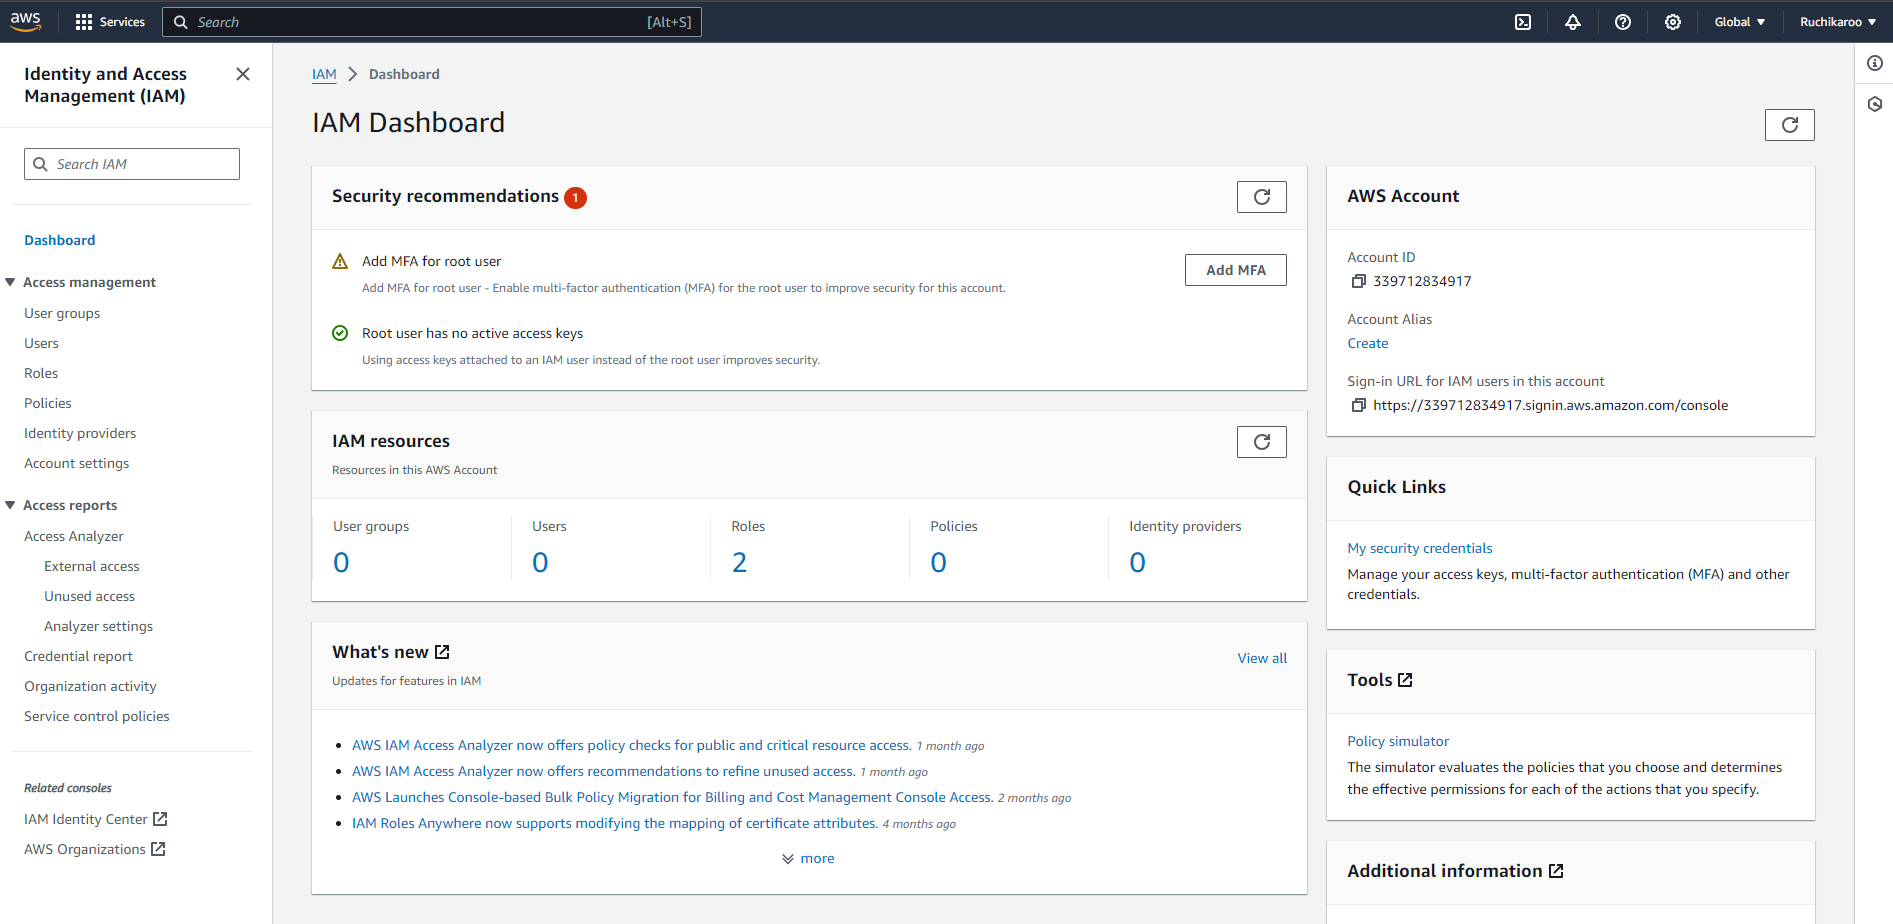 aws
Services
Search
[Alt+S]
Global
Ruchikaroo
Identity and Access
Management (IAM)
Search IAM
Dashboard
Access management
User groups
Users
Roles
Policies
Identity providers
Account settings
Access reports
Access Analyzer
External access
Unused access
Analyzer settings
Credential report
Organization activity
Service control policies
Related consoles
IAM Identity Center
AWS Organizations
IAM
Dashboard
IAM Dashboard
Security recommendations 1
Add MFA for root user
Add MFA for root user - Enable multi-factor authentication (MFA) for the root user to improve security for this account.
Add MFA
Root user has no active access keys
Using access keys attached to an IAM user instead of the root user improves security.
IAM resources
Resources in this AWS Account
User groups
0
Users
0
Roles
2
Policies
0
Identity providers
0
What's new
Updates for features in IAM
View all
AWS IAM Access Analyzer now offers policy checks for public and critical resource access. 1 month ago
AWS IAM Access Analyzer now offers recommendations to refine unused access. 1 month ago
AWS Launches Console-based Bulk Policy Migration for Billing and Cost Management Console Access. 2 months ago
IAM Roles Anywhere now supports modifying the mapping of certificate attributes. 4 months ago
more
AWS Account
Account ID
339712834917
Account Alias
Create
Sign-in URL for IAM users in this account
https://339712834917.signin.aws.amazon.com/console
Quick Links
My security credentials
Manage your access keys, multi-factor authentication (MFA) and other
credentials.
Tools
Policy simulator
The simulator evaluates the policies that you choose and determines
the effective permissions for each of the actions that you specify.
Additional information